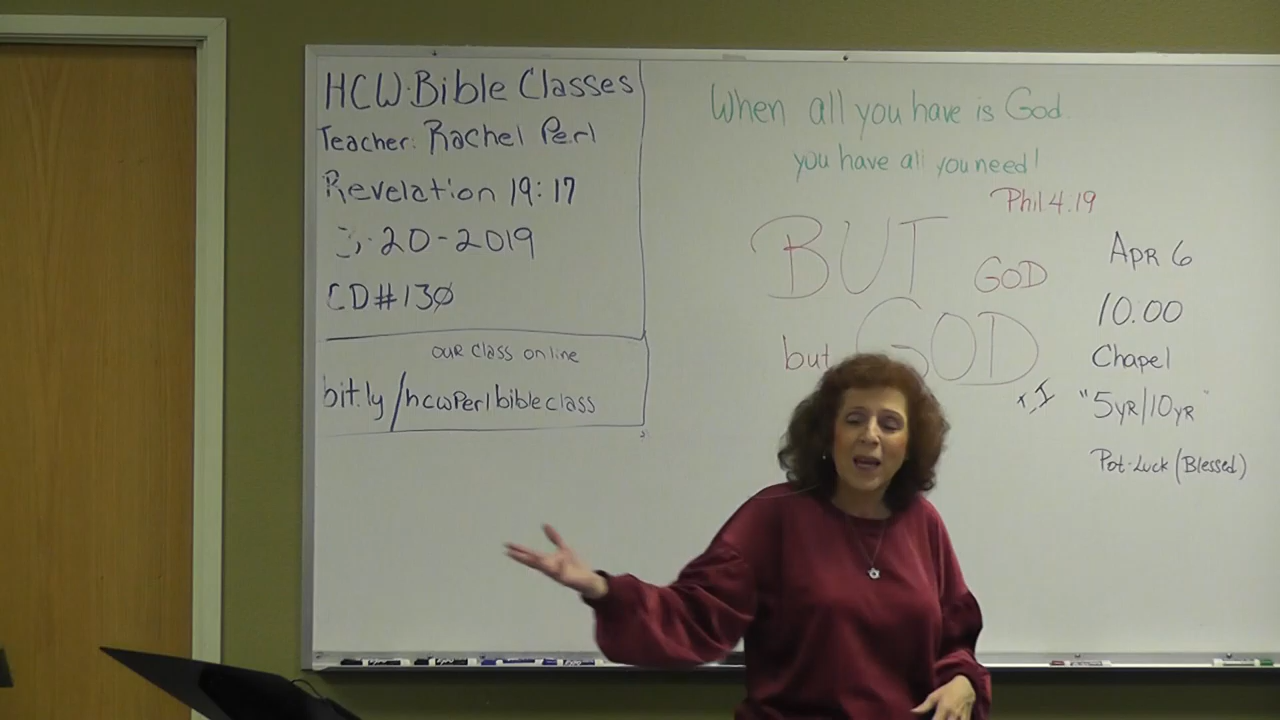 HCW Bible Classes
Teacher: Rachel Perl
Revelation 19:17
3-20-2019
CD#130
our class online
bit.ly/hcwPerlbibleclass
When all you have is God
you have all you need!
Phil 4:19
BUT GOD
but GOD
Apr 6
10:00
Chapel
"5yR/10yR"
Pot-Luck (Blessed)